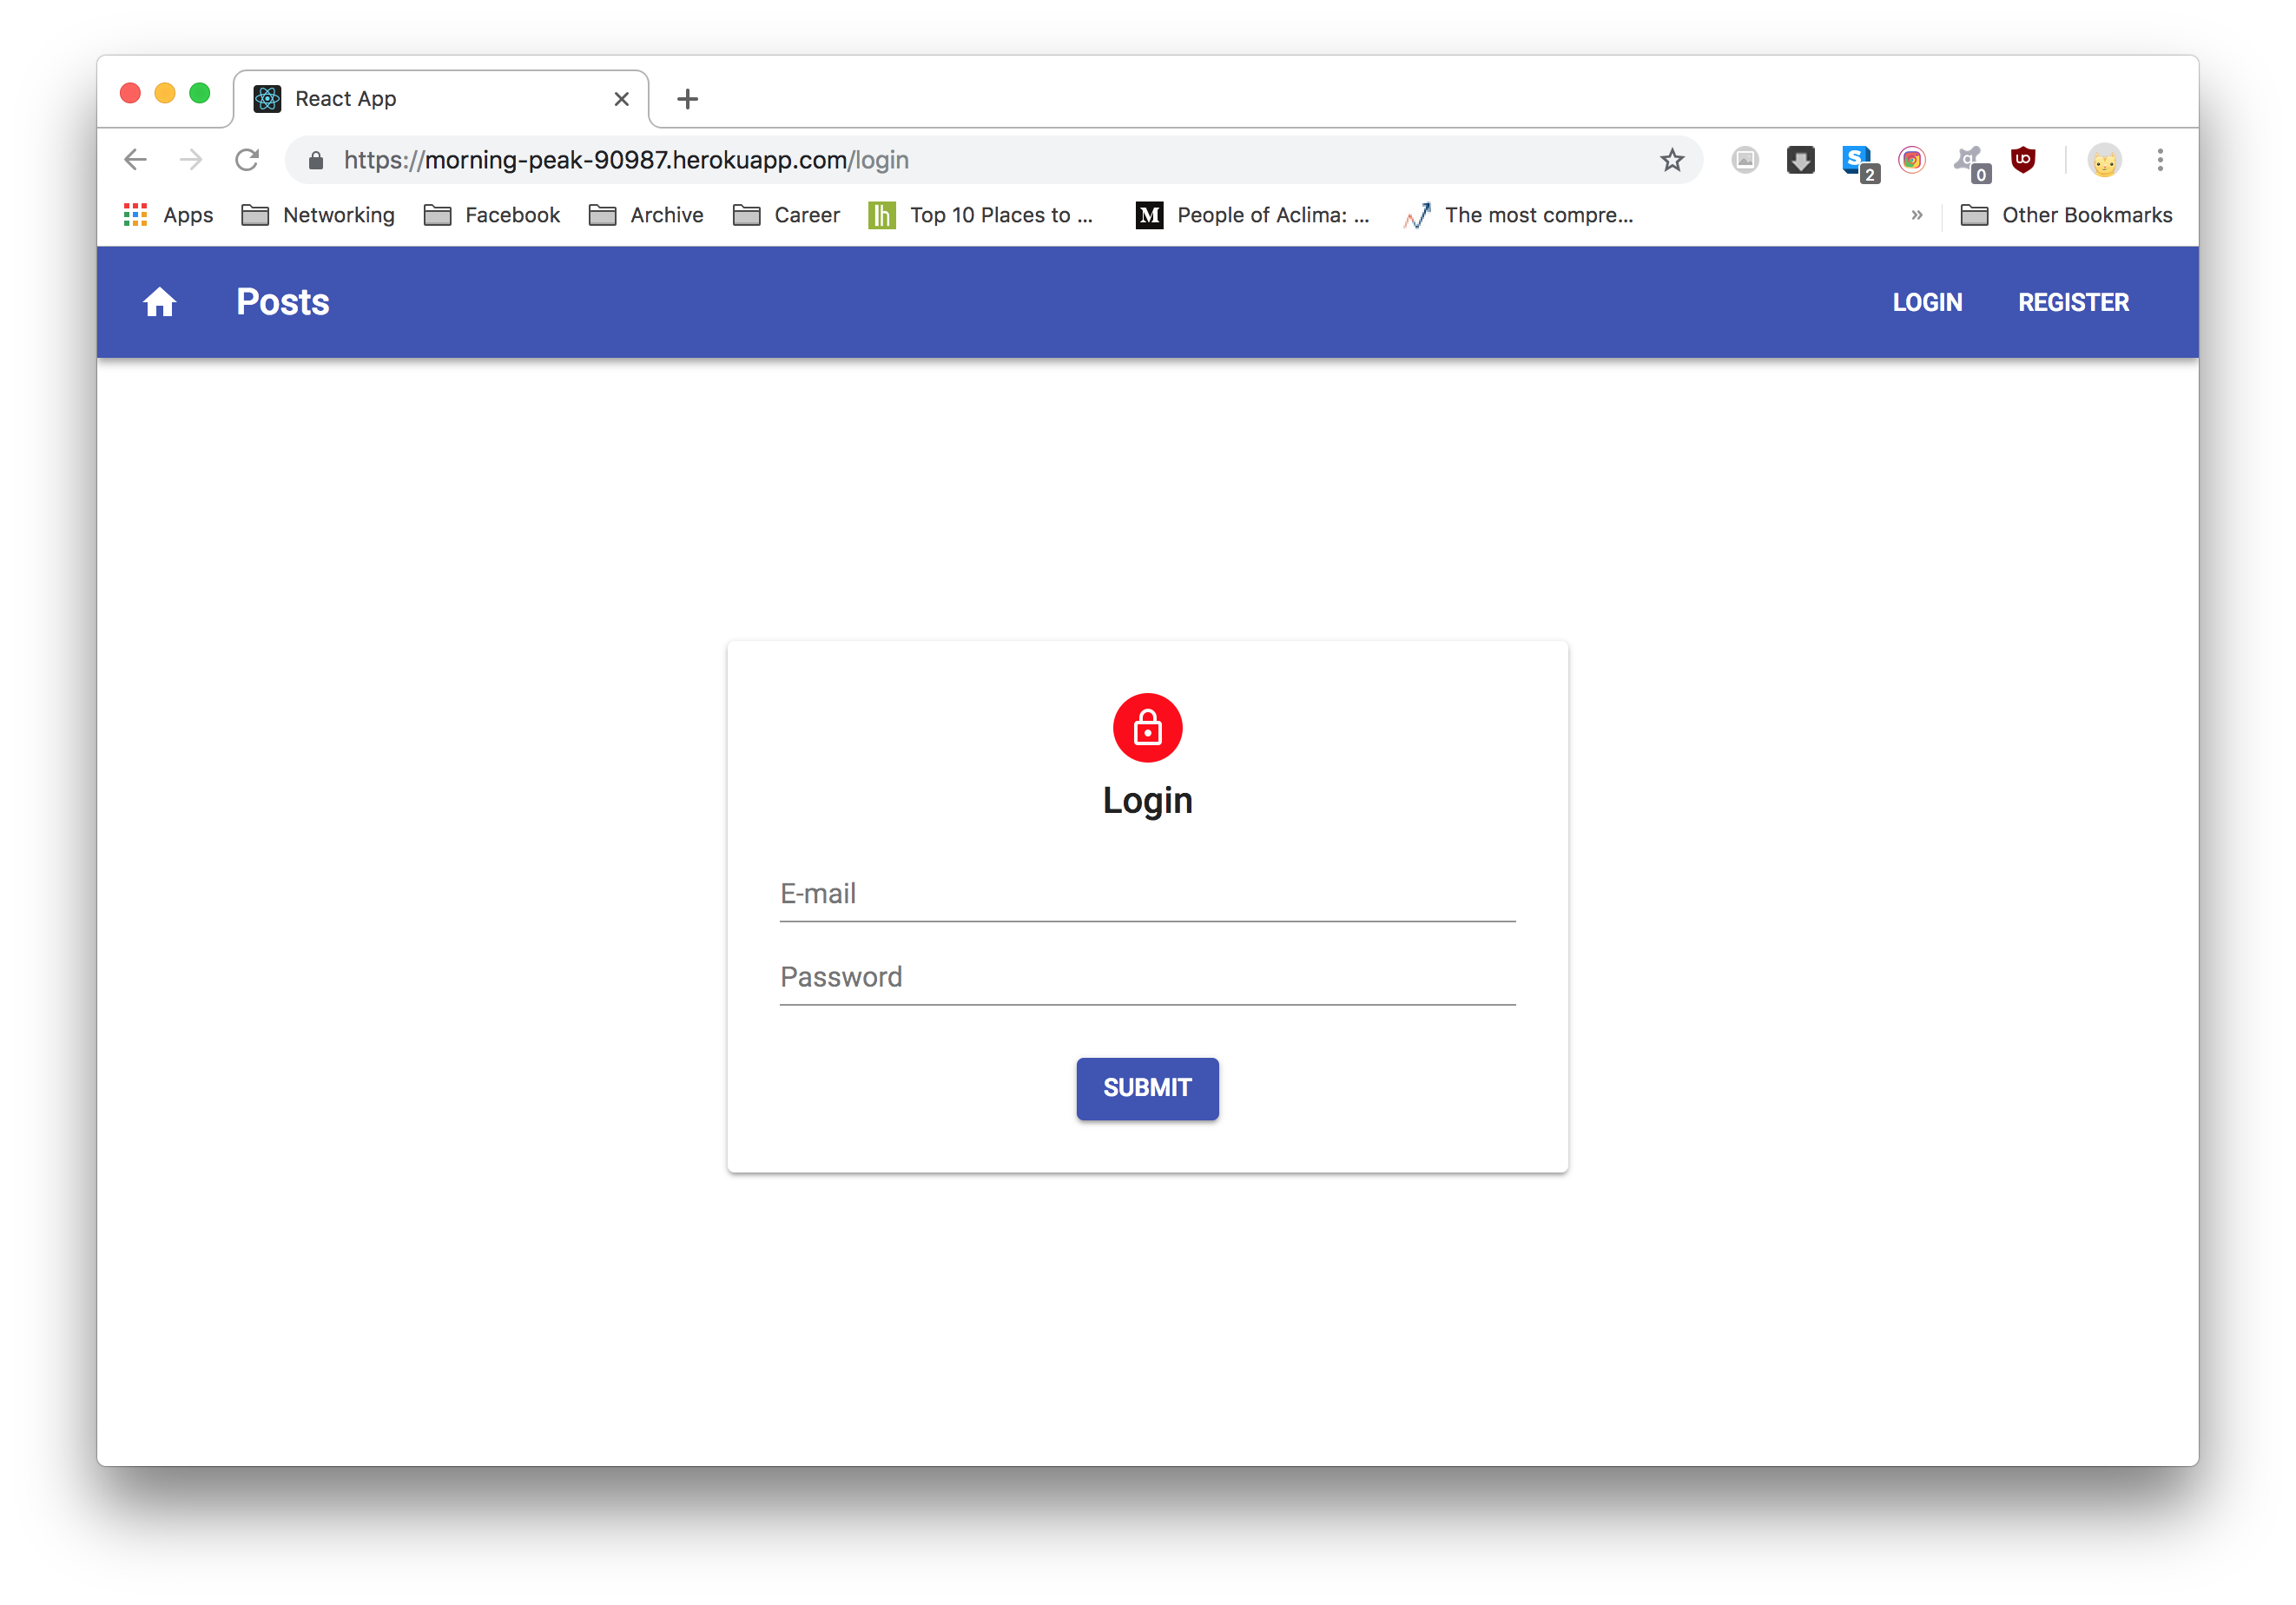 React App
https://morning-peak-90987.herokuapp.com/login
2
0
Apps Networking Facebook Archive Career lh Top 10 Places to ... M People of Aclima: ... The most compre... » Other Bookmarks
Posts LOGIN REGISTER
Login
E-mail
Password
SUBMIT